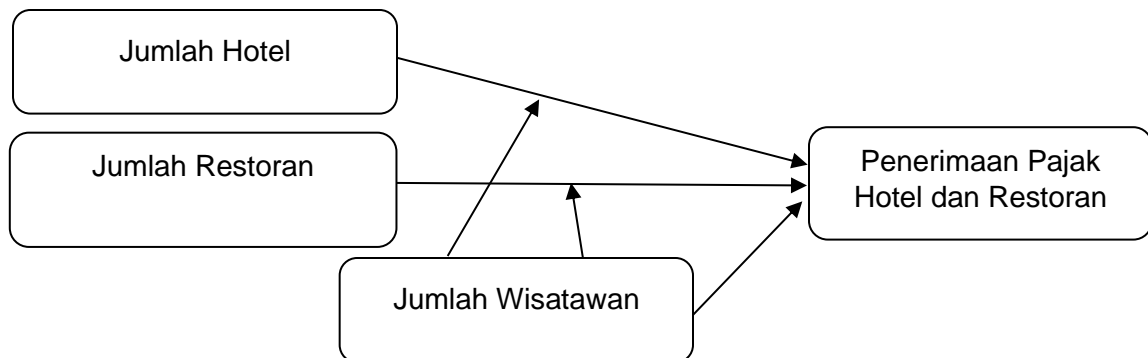 Jumlah Hotel
Jumlah Restoran
Penerimaan Pajak
Hotel dan Restoran
Jumlah Wisatawan